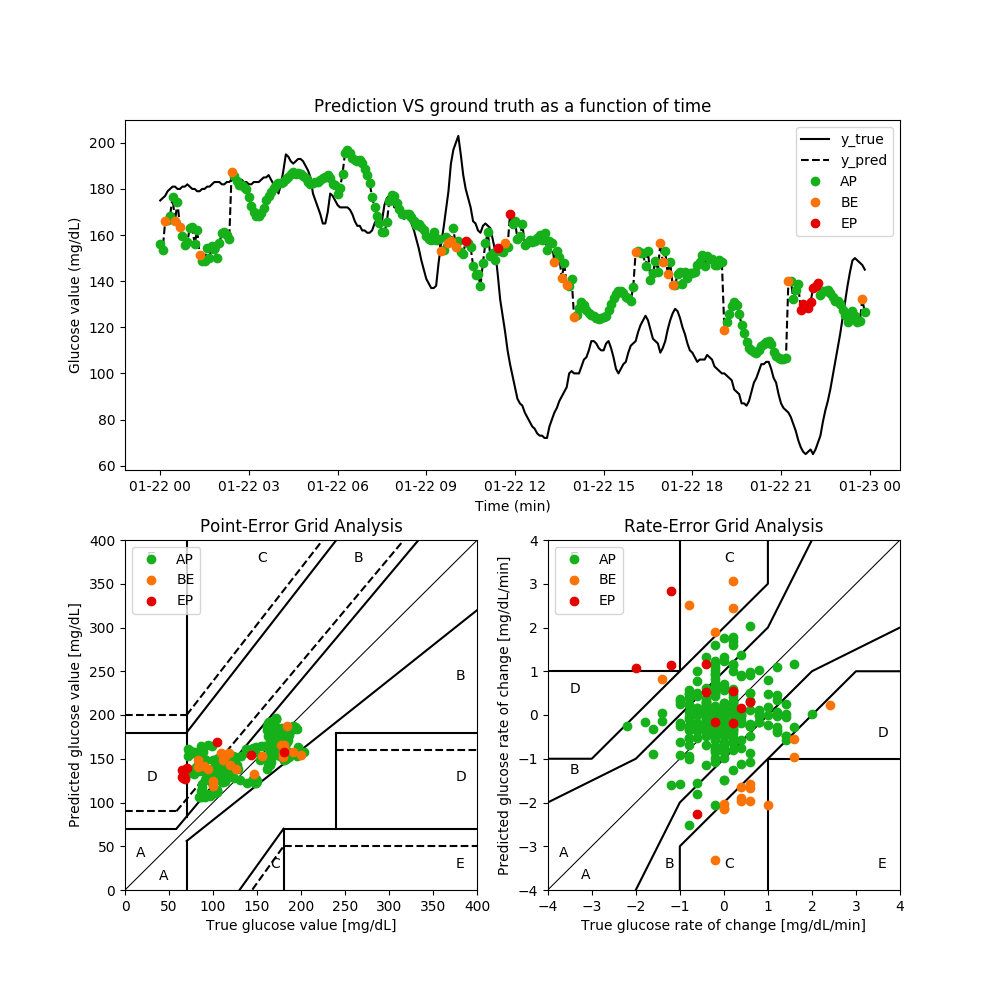 Prediction VS ground truth as a function of time
Glucose value (mg/dL)
200
180
160
140
120
100
80
60
y_true
y_pred
AP
BE
EP
01-22 00 01-22 03 01-22 06 01-22 09 01-22 12 01-22 15 01-22 18 01-22 21 01-23 00
Time (min)
Point-Error Grid Analysis
Predicted glucose value [mg/dL]
400
350
300
250
200
150
100
50
0
AP
BE
EP
C B
B
D D
A
A C E
0 50 100 150 200 250 300 350 400
True glucose value [mg/dL]
Rate-Error Grid Analysis
Predicted glucose rate of change [mg/dL/min]
4
3
2
1
0
−1
−2
−3
−4
AP
BE
EP
C
D
D
B
A
A B C E
−4 −3 −2 −1 0 1 2 3 4
True glucose rate of change [mg/dL/min]